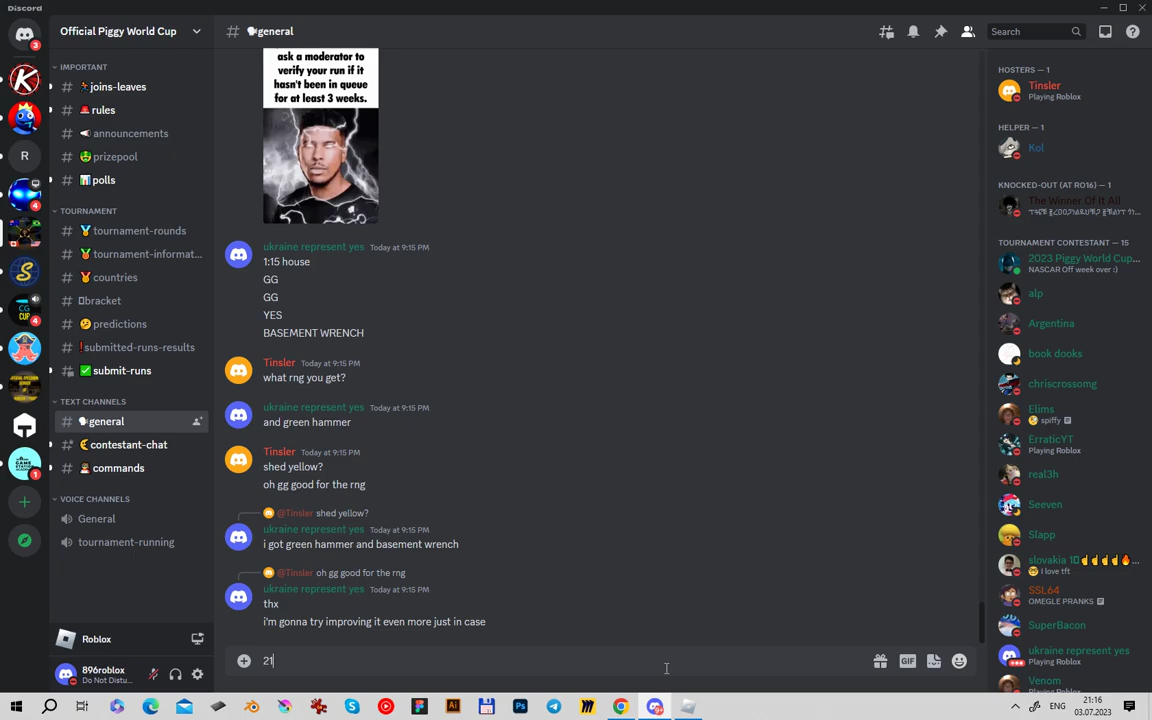 Discord
Official Piggy World Cup
general
Search
IMPORTANT
joins-leaves
rules
announcements
prizepool
polls
TOURNAMENT
tournament-rounds
tournament-informat...
countries
bracket
predictions
submitted-runs-results
submit-runs
TEXT CHANNELS
general
contestant-chat
commands
VOICE CHANNELS
General
tournament-running
Roblox
896roblox
Do Not Distu...
3
R
4
CG
CUP
4
1
ask a moderator to
verify your run if it
hasn't been in queue
for at least 3 weeks.
ukraine represent yes Today at 9:15 PM
1:15 house
GG
GG
YES
BASEMENT WRENCH
Tinsler Today at 9:15 PM
what rng you get?
ukraine represent yes Today at 9:15 PM
and green hammer
Tinsler Today at 9:15 PM
shed yellow?
oh gg good for the rng
@Tinsler shed yellow?
ukraine represent yes Today at 9:15 PM
i got green hammer and basement wrench
@Tinsler oh gg good for the rng
ukraine represent yes Today at 9:15 PM
thx
i'm gonna try improving it even more just in case
21
GIF
HOSTERS — 1
Tinsler
Playing Roblox
HELPER — 1
Kol
KNOCKED-OUT (AT RO16) — 1
The Winner Of It All
TOURNAMENT CONTESTANT — 15
2023 Piggy World Cup...
NASCAR Off week over :)
alp
Argentina
book dooks
chriscrossomg
Elims
spiffy
ErraticYT
Playing Roblox
real3h
Seeven
Slapp
slovakia 1
I love tft
SSL64
OMEGLE PRANKS
SuperBacon
ukraine represent yes
Playing Roblox
Venom
ENG
21:16
03.07.2023